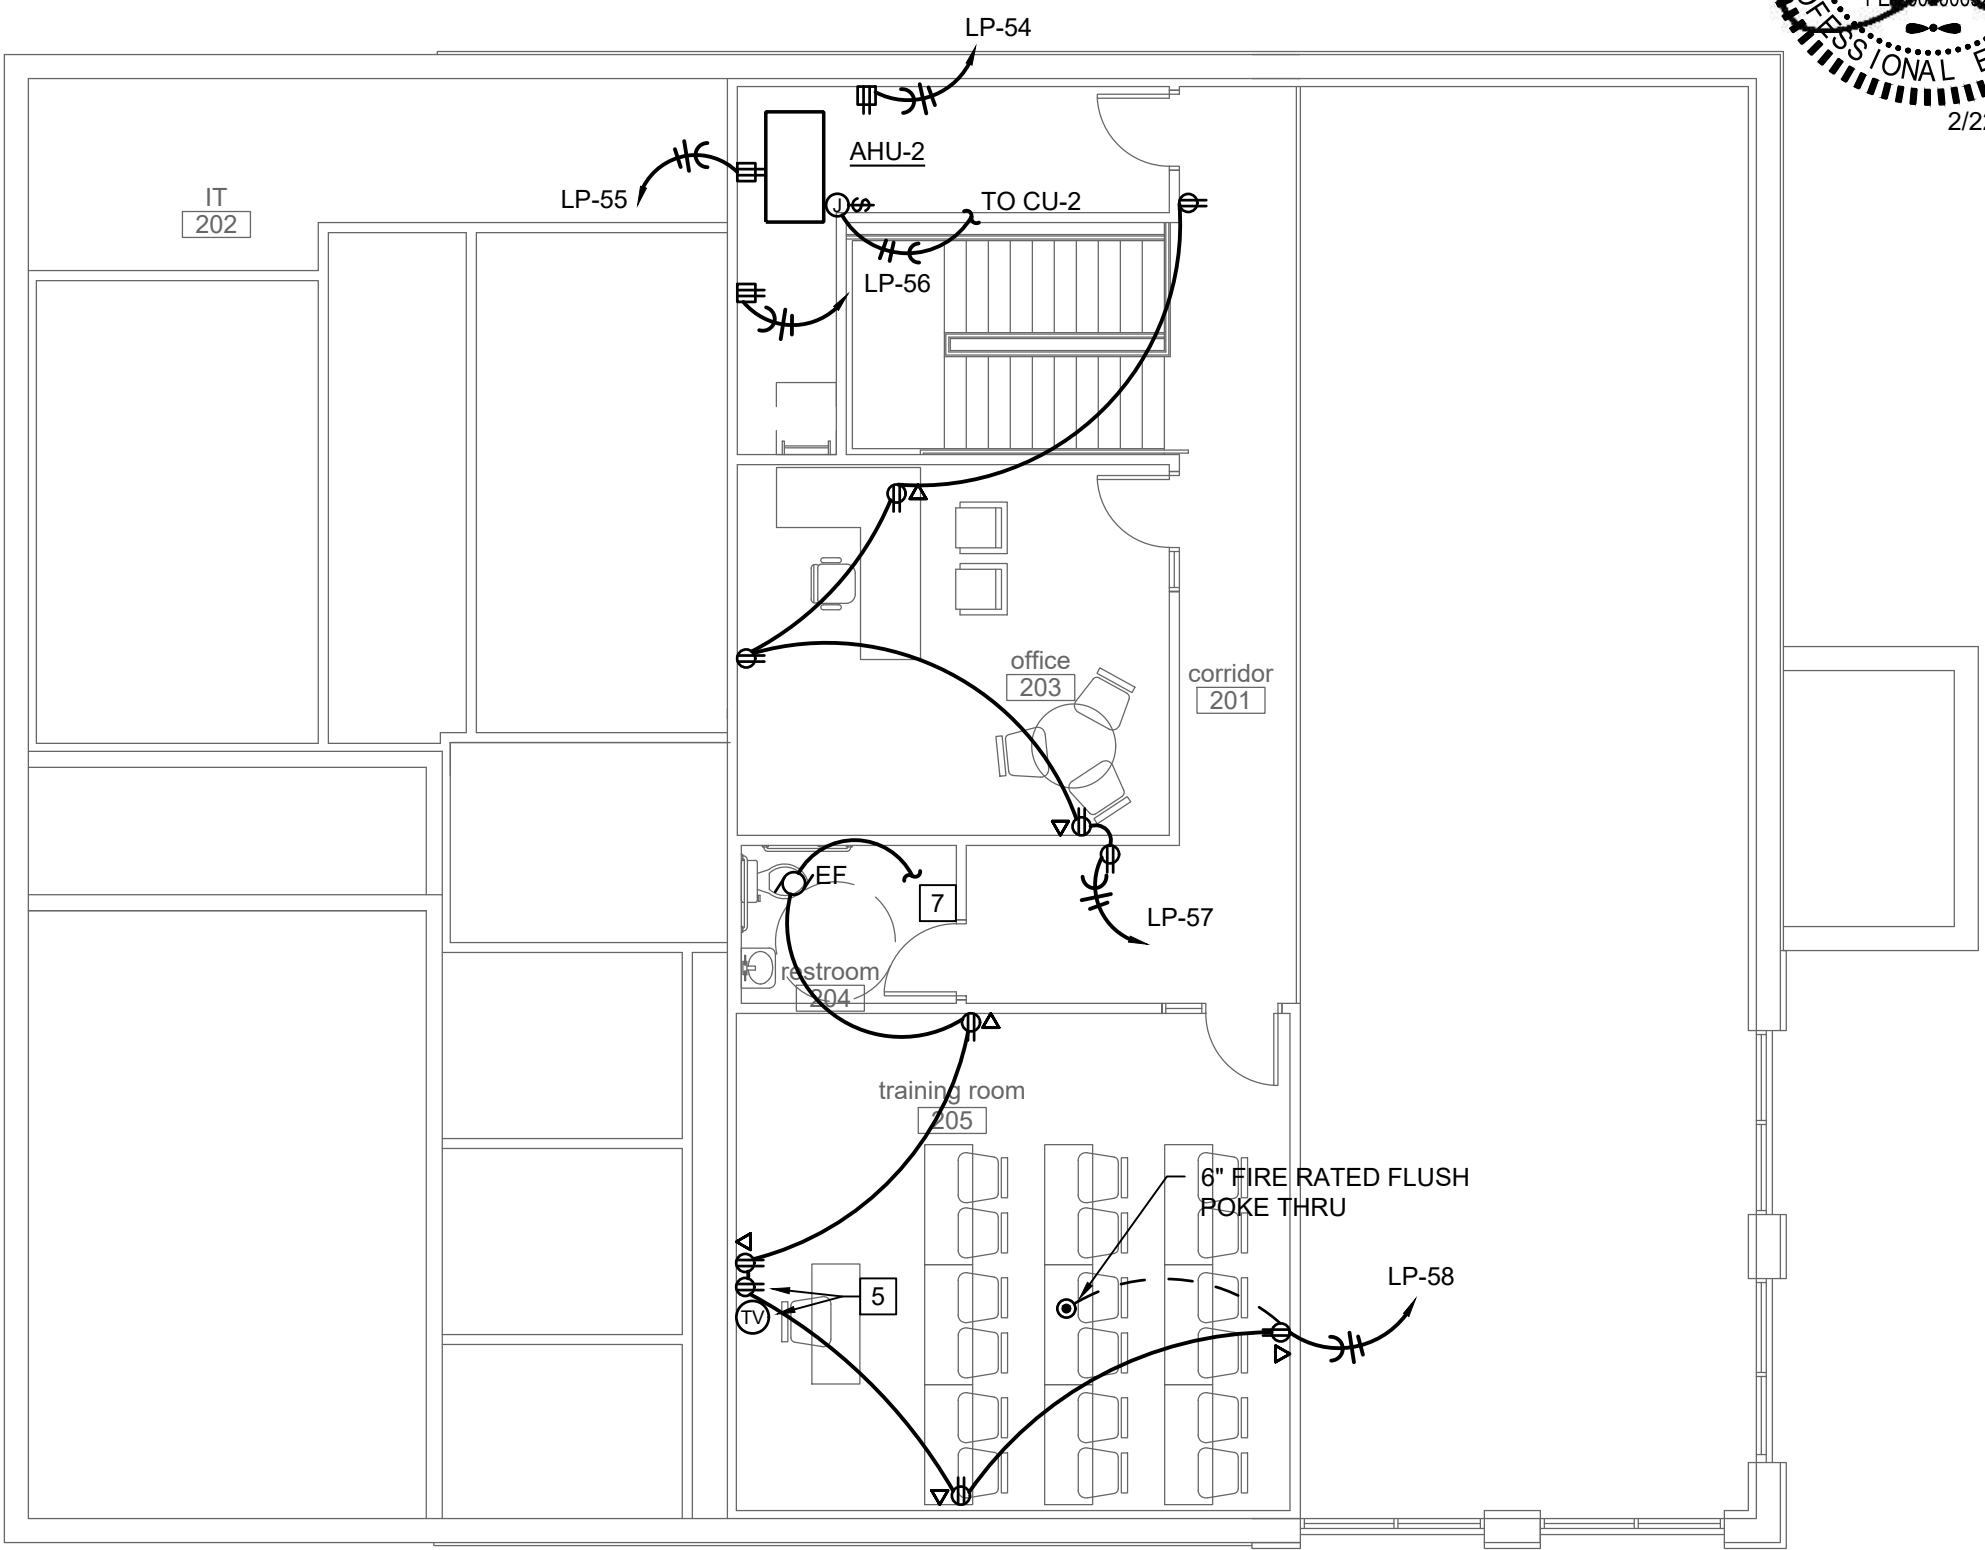 LP-54
OFESSIONAL E
2/2
AHU-2
LP-55
IT
202
J
$
TO CU-2
LP-56
office
203
corridor
201
EF
7
LP-57
restroom
204
training room
205
6" FIRE RATED FLUSH
POKE THRU
LP-58
5
TV